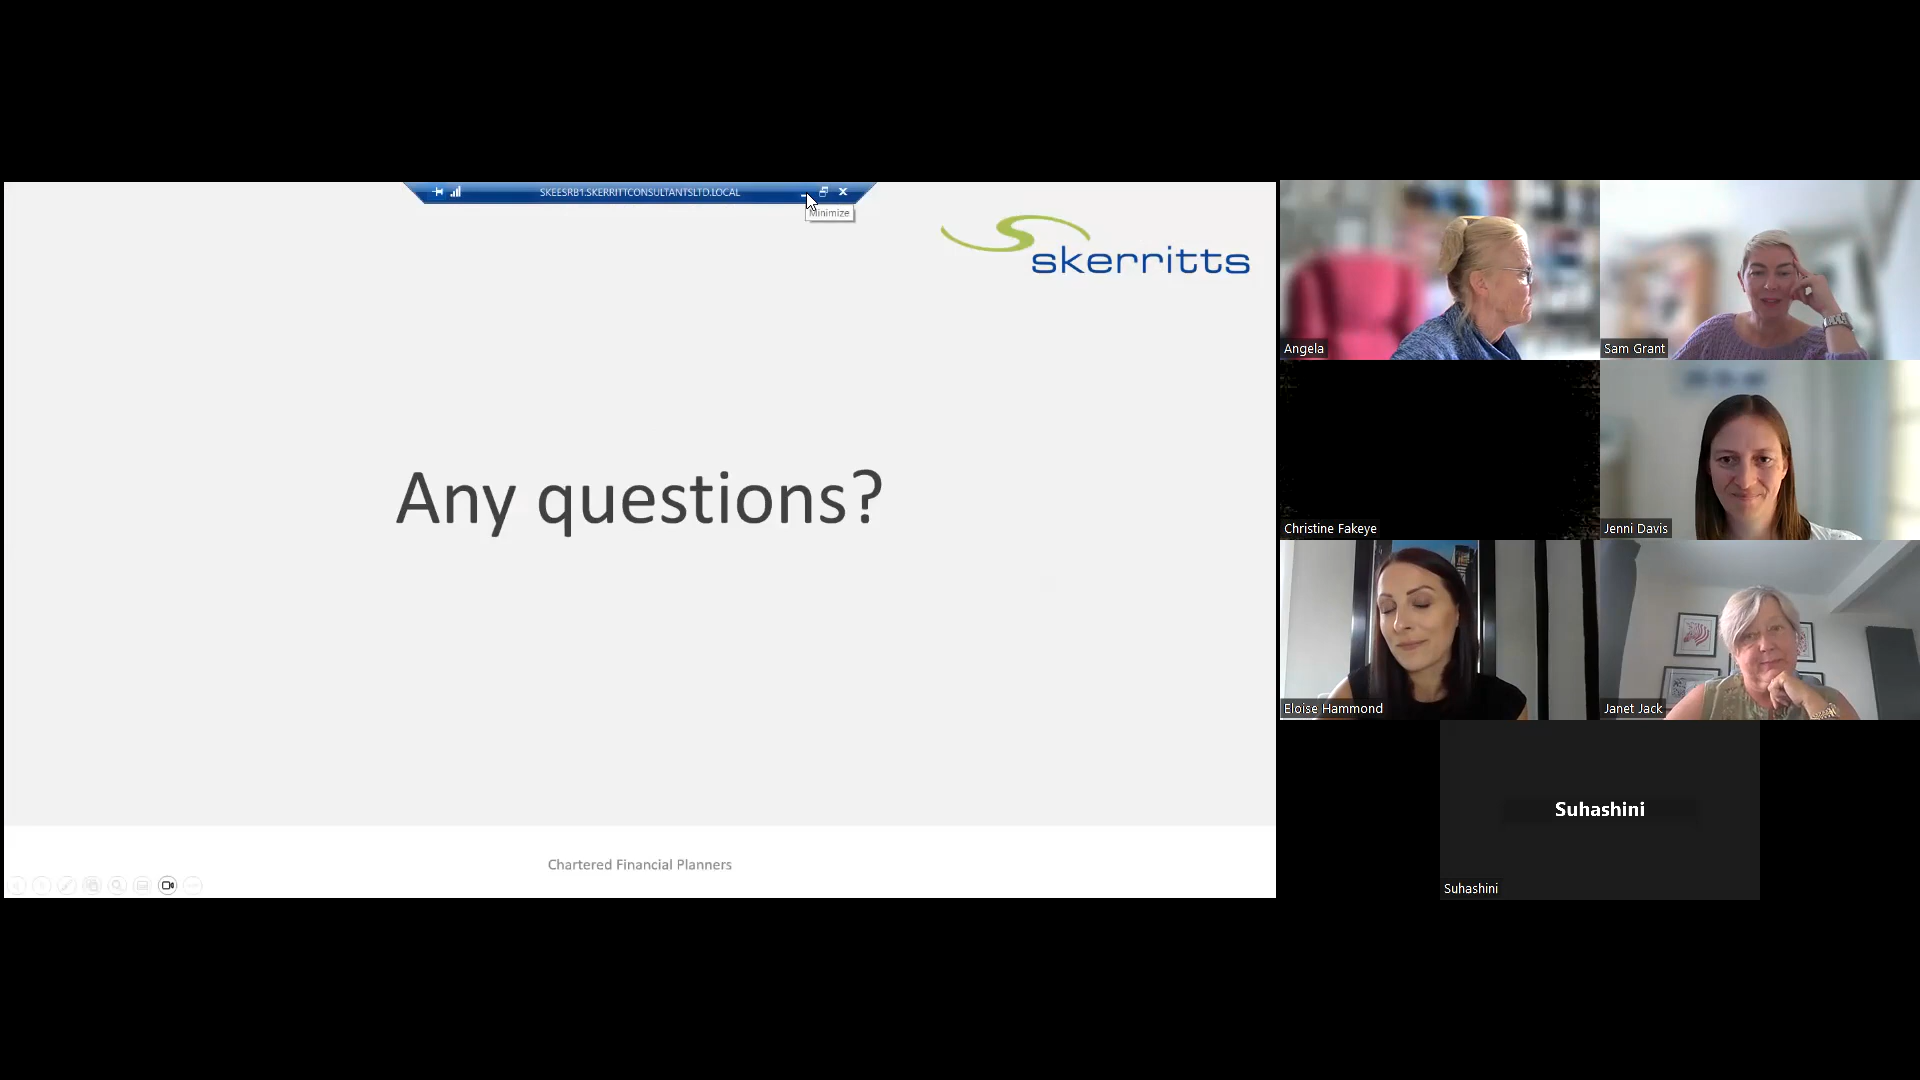 SKEESRB1.SKERRITTCONSULTANTSLTD.LOCAL
Minimize
skerritts
Any questions?
Chartered Financial Planners
Angela
Sam Grant
Christine Fakeye
Jenni Davis
Eloise Hammond
Janet Jack
Suhashini
Suhashini